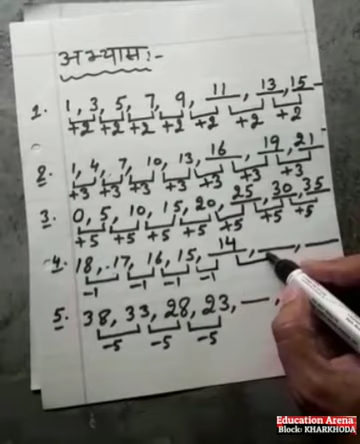 अभ्यास:-
1. 1, 3, 5, 7, 9, 11, 13, 15
+2 +2 +2 +2 +2 +2 +2
2. 1, 4, 7, 10, 13, 16, 19, 21
+3 +3 +3 +3 +3 +3 +3
3. 0, 5, 10, 15, 20, 25, 30, 35
+5 +5 +5 +5 +5 +5 +5
4. 18, 17, 16, 15, 14, __, __
-1 -1 -1 -1
5. 38, 33, 28, 23, __,
-5 -5 -5
Education Arena
Block: KHARKHODA